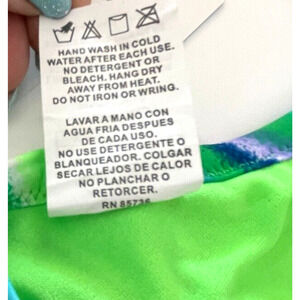 HAND WASH IN COLD
WATER AFTER EACH USE.
NO DETERGENT OR
BLEACH. HANG DRY
AWAY FROM HEAT.
DO NOT IRON OR WRING.
LAVAR A MANO CON
AGUA FRIA DESPUES
DE CADA USO.
NO USE DETERGENTE O
BLANQUEADOR. COLGAR
SECAR LEJOS DE CALOR
NO PLANCHAR O
RETORCER.
RN 85736